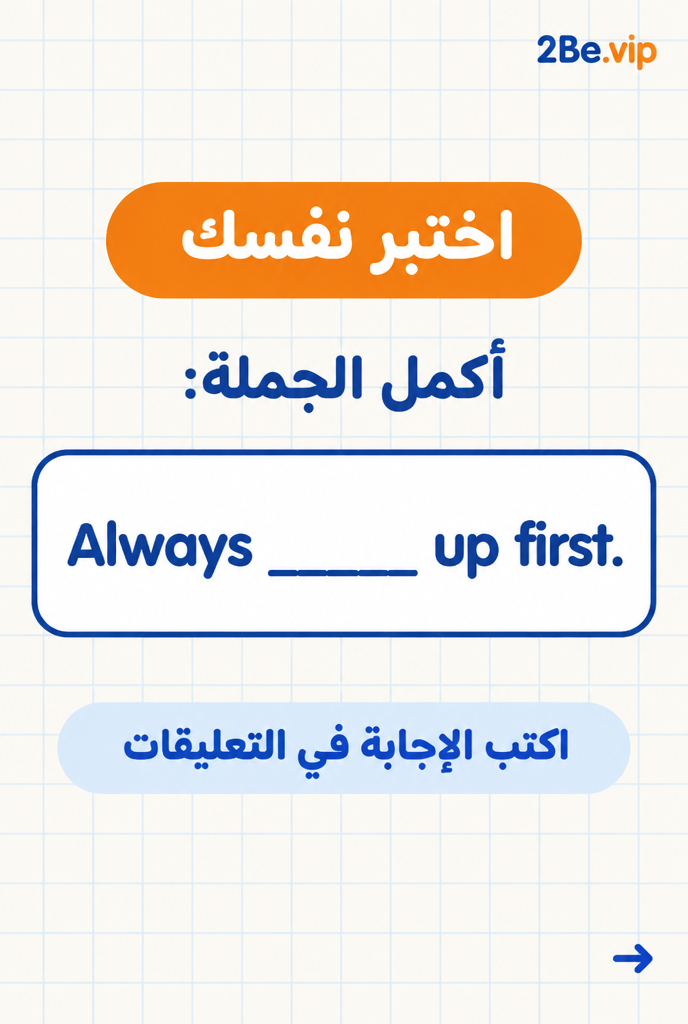 2Be.vip
اختبر نفسك
أكمل الجملة:
Always _____ up first.
اكتب الإجابة في التعليقات
→